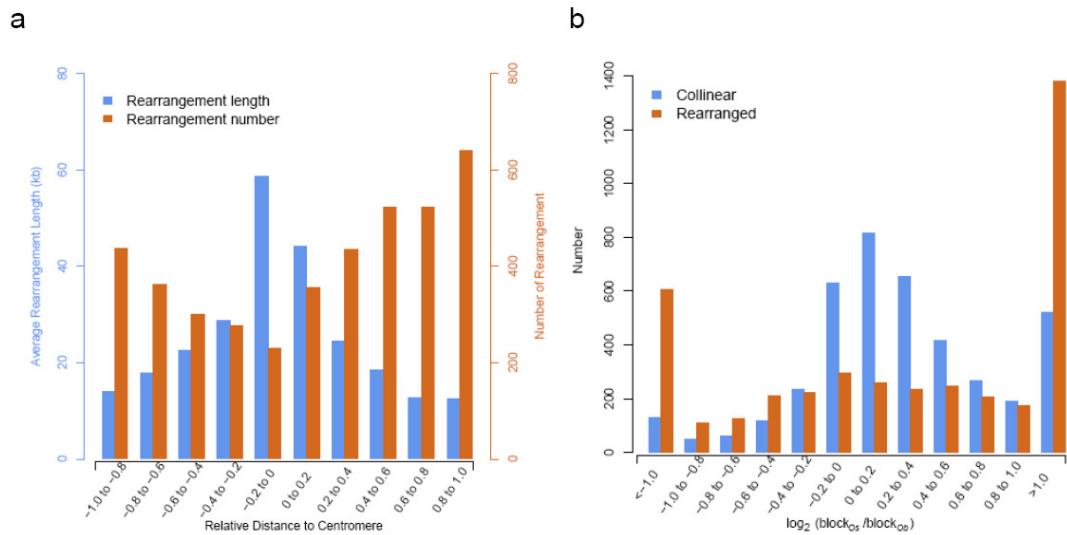 a
80
60
40
20
0
Average Rearrangement Length (kb)
Rearrangement length
Rearrangement number
800
600
400
200
0
Number of Rearrangement
−1.0 to −0.8
−0.8 to −0.6
−0.6 to −0.4
−0.4 to −0.2
−0.2 to 0
0 to 0.2
0.2 to 0.4
0.4 to 0.6
0.6 to 0.8
0.8 to 1.0
Relative Distance to Centromere
b
1400
1200
1000
800
600
400
200
0
Number
Collinear
Rearranged
<−1.0
−1.0 to −0.8
−0.8 to −0.6
−0.6 to −0.4
−0.4 to −0.2
−0.2 to 0
0 to 0.2
0.2 to 0.4
0.4 to 0.6
0.6 to 0.8
0.8 to 1.0
>1.0
log2 (blockOs /blockOb)